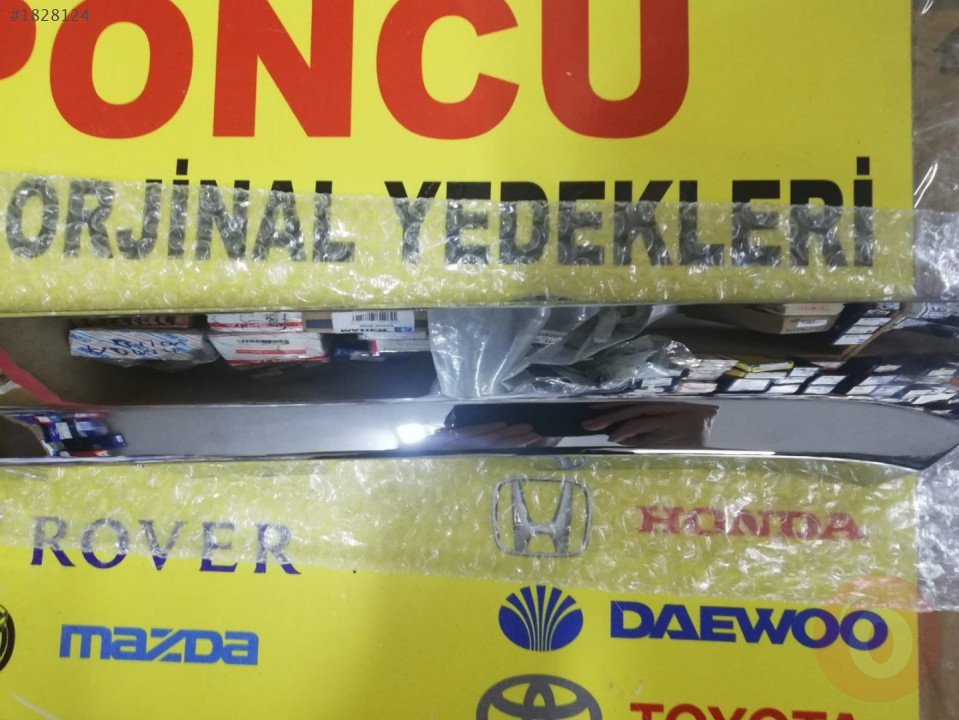 #1828124
PONCU
ORJİNAL YEDEKLERİ
ROVER
HONDA
mazda
DAEWOO
TOYOTA